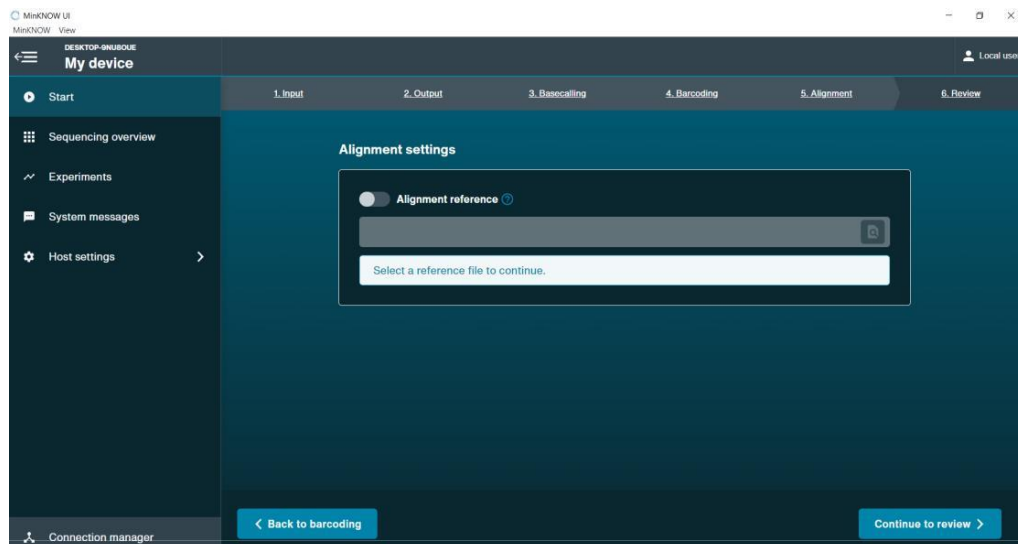 MinKNOW UI
MinKNOW View
DESKTOP-9NU8OUE
My device
Local use
Start
1. Input 2. Output 3. Basecalling 4. Barcoding 5. Alignment 6. Review
Sequencing overview
Experiments
System messages
Host settings
Alignment settings
Alignment reference
Select a reference file to continue.
Back to barcoding
Continue to review
Connection manager